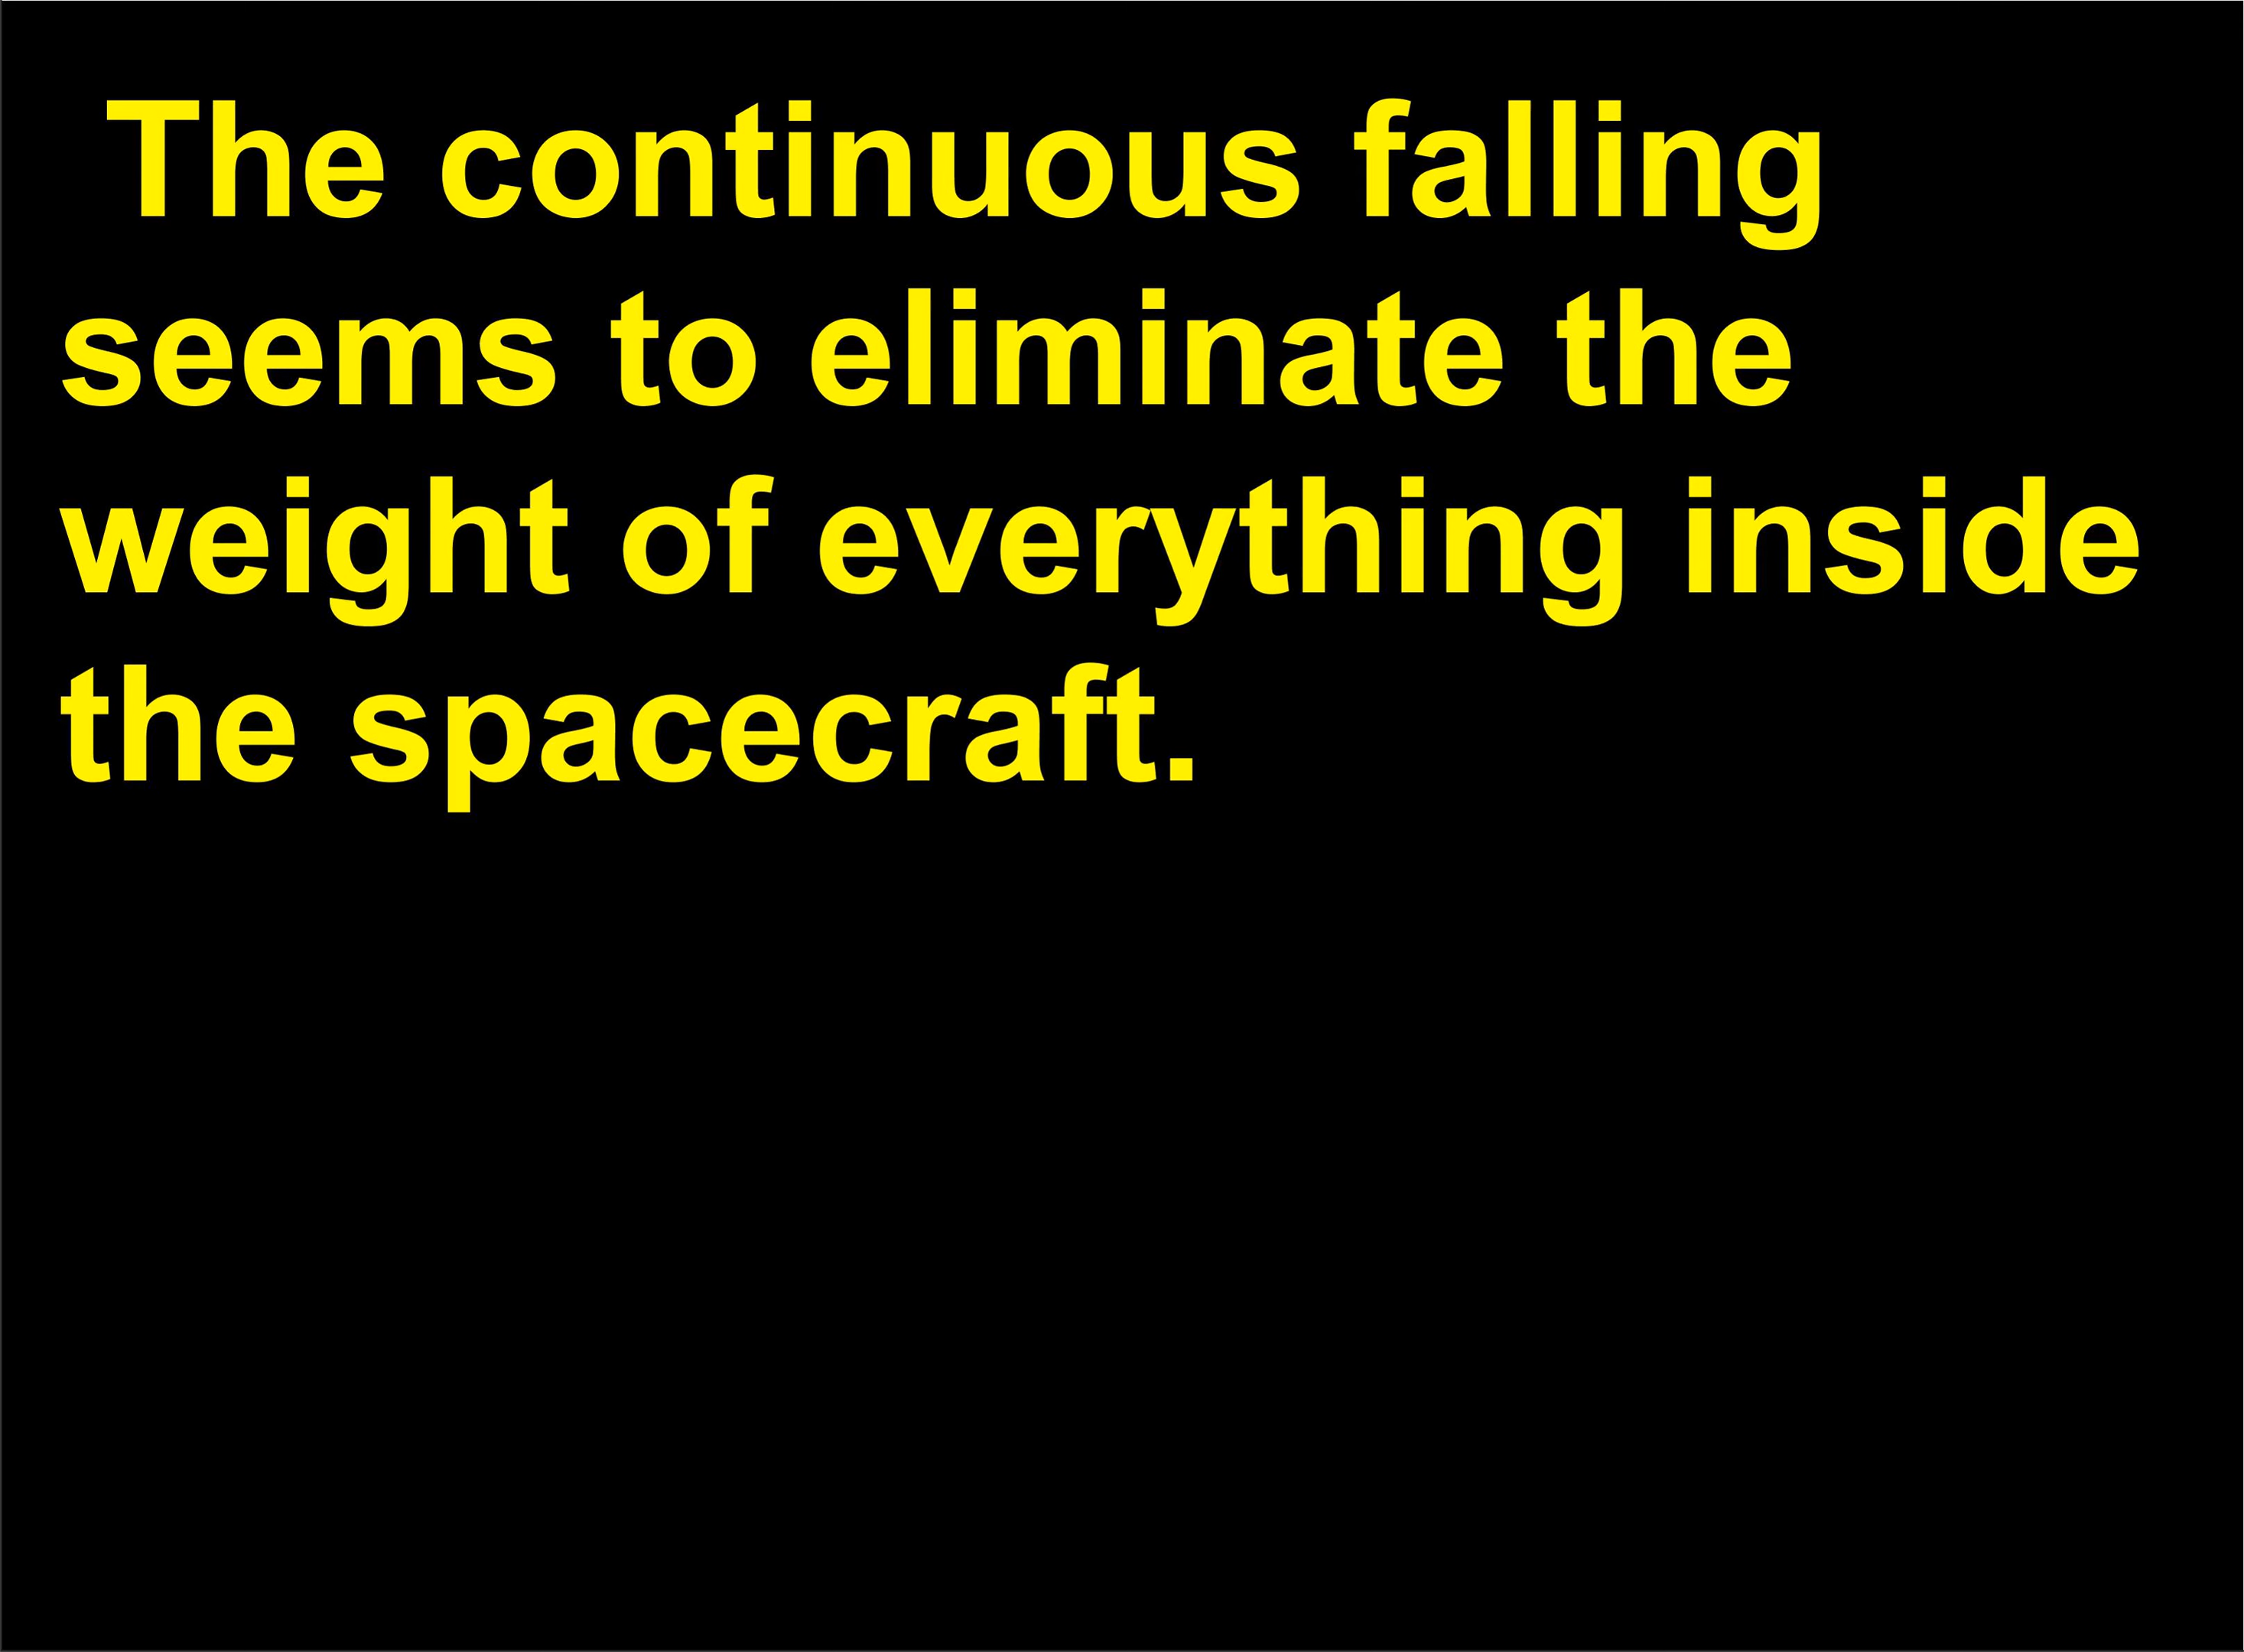 The continuous falling
seems to eliminate the
weight of everything inside
the spacecraft.